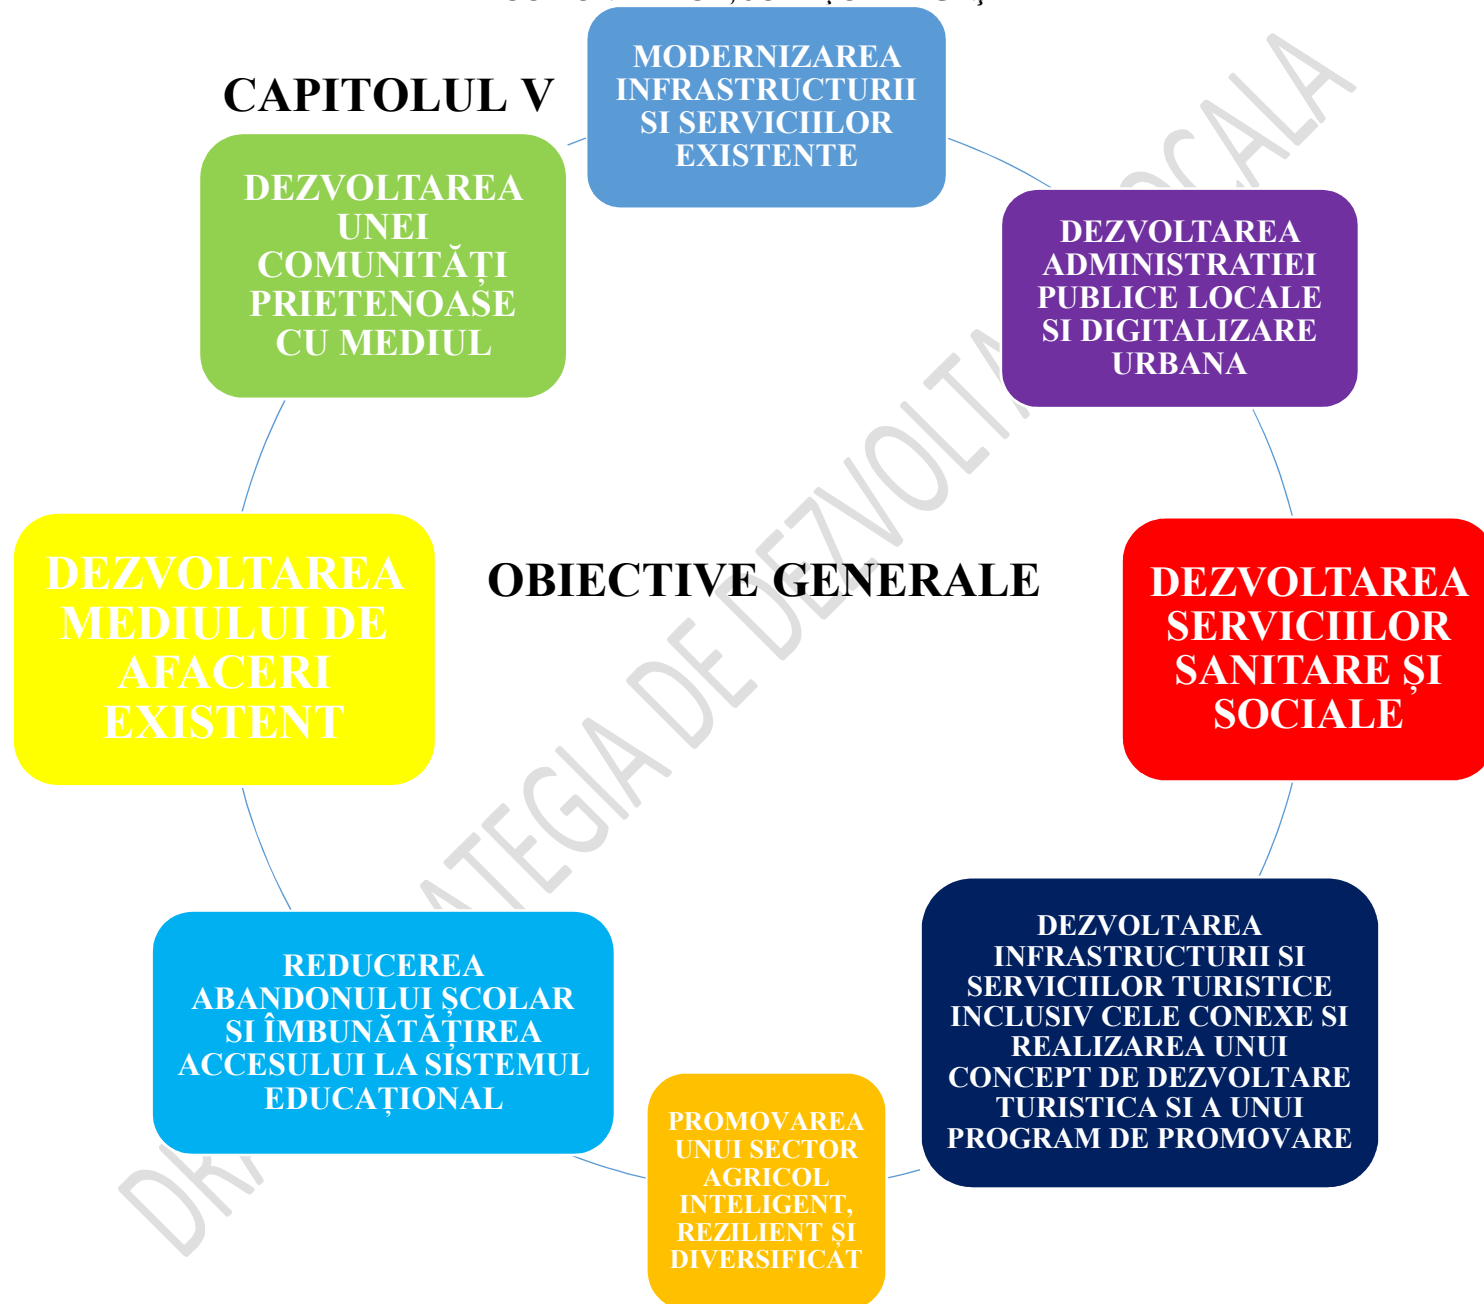 CAPITOLUL V
MODERNIZAREA
INFRASTRUCTURII
SI SERVICIILOR
EXISTENTE
DEZVOLTAREA
ADMINISTRATIEI
PUBLICE LOCALE
SI DIGITALIZARE
URBANA
DEZVOLTAREA
SERVICIILOR
SANITARE ȘI
SOCIALE
DEZVOLTAREA
INFRASTRUCTURII SI
SERVICIILOR TURISTICE
INCLUSIV CELE CONEXE SI
REALIZAREA UNUI
CONCEPT DE DEZVOLTARE
TURISTICA SI A UNUI
PROGRAM DE PROMOVARE
PROMOVAREA
UNUI SECTOR
AGRICOL
INTELIGENT,
REZILIENT ȘI
DIVERSIFICAT
REDUCEREA
ABANDONULUI ȘCOLAR
SI ÎMBUNĂTĂȚIREA
ACCESULUI LA SISTEMUL
EDUCAȚIONAL
DEZVOLTAREA
MEDIULUI DE
AFACERI
EXISTENT
DEZVOLTAREA
UNEI
COMUNITĂȚI
PRIETENOASE
CU MEDIUL
OBIECTIVE GENERALE
DE